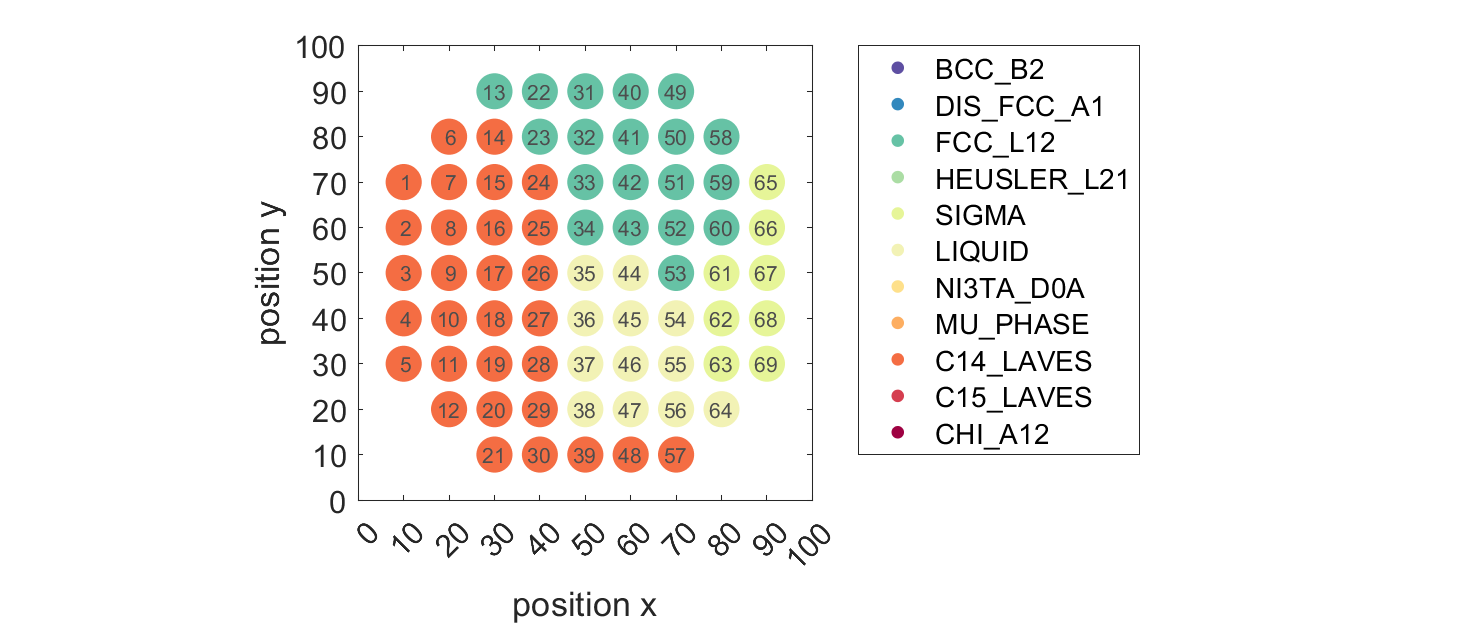 100
90
80
70
60
50
40
30
20
10
0
position y
13 22 31 40 49
6 14 23 32 41 50 58
1 7 15 24 33 42 51 59 65
2 8 16 25 34 43 52 60 66
3 9 17 26 35 44 53 61 67
4 10 18 27 36 45 54 62 68
5 11 19 28 37 46 55 63 69
12 20 29 38 47 56 64
21 30 39 48 57
0 10 20 30 40 50 60 70 80 90 100
position x
BCC_B2
DIS_FCC_A1
FCC_L12
HEUSLER_L21
SIGMA
LIQUID
NI3TA_D0A
MU_PHASE
C14_LAVES
C15_LAVES
CHI_A12